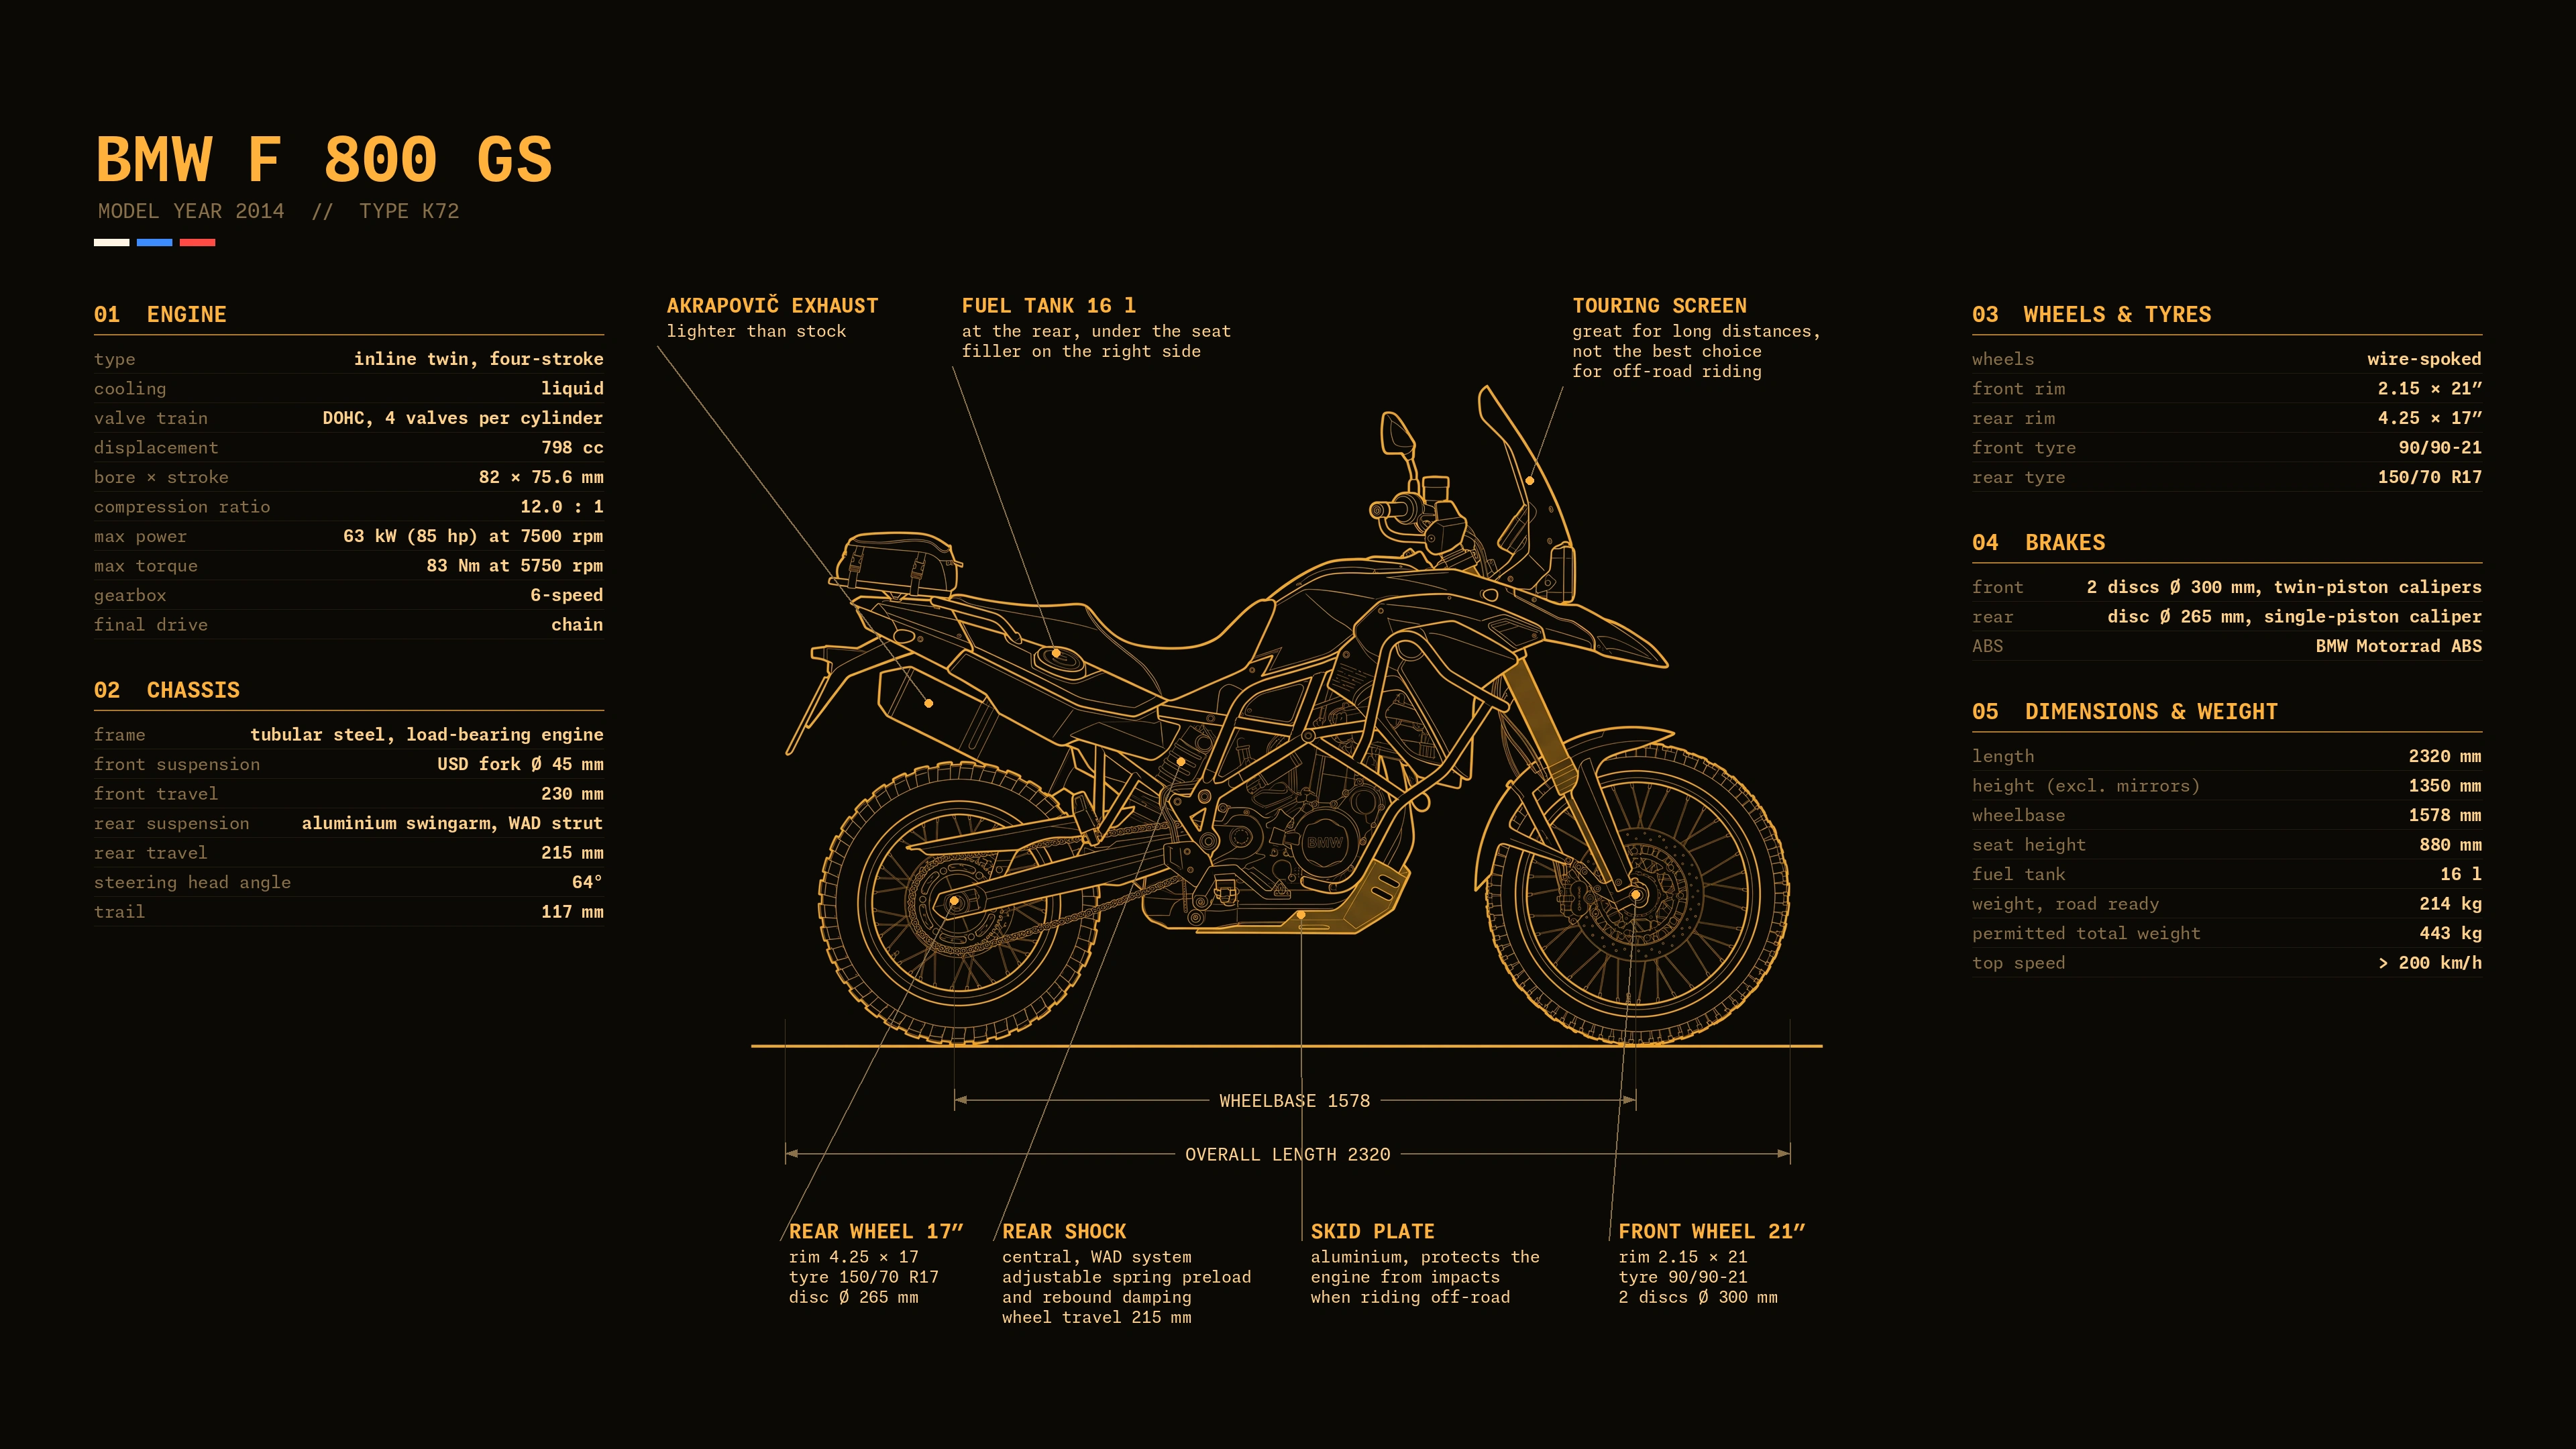 BMW F 800 GS
MODEL YEAR 2014 // TYPE K72
01 ENGINE
type inline twin, four-stroke
cooling liquid
valve train DOHC, 4 valves per cylinder
displacement 798 cc
bore × stroke 82 × 75.6 mm
compression ratio 12.0 : 1
max power 63 kW (85 hp) at 7500 rpm
max torque 83 Nm at 5750 rpm
gearbox 6-speed
final drive chain
02 CHASSIS
frame tubular steel, load-bearing engine
front suspension USD fork Ø 45 mm
front travel 230 mm
rear suspension aluminium swingarm, WAD strut
rear travel 215 mm
steering head angle 64°
trail 117 mm
AKRAPOVIČ EXHAUST
lighter than stock
FUEL TANK 16 l
at the rear, under the seat
filler on the right side
TOURING SCREEN
great for long distances,
not the best choice
for off-road riding
BMW
WHEELBASE 1578
OVERALL LENGTH 2320
REAR WHEEL 17″
rim 4.25 × 17
tyre 150/70 R17
disc Ø 265 mm
REAR SHOCK
central, WAD system
adjustable spring preload
and rebound damping
wheel travel 215 mm
SKID PLATE
aluminium, protects the
engine from impacts
when riding off-road
FRONT WHEEL 21″
rim 2.15 × 21
tyre 90/90-21
2 discs Ø 300 mm
03 WHEELS & TYRES
wheels wire-spoked
front rim 2.15 × 21″
rear rim 4.25 × 17″
front tyre 90/90-21
rear tyre 150/70 R17
04 BRAKES
front 2 discs Ø 300 mm, twin-piston calipers
rear disc Ø 265 mm, single-piston caliper
ABS BMW Motorrad ABS
05 DIMENSIONS & WEIGHT
length 2320 mm
height (excl. mirrors) 1350 mm
wheelbase 1578 mm
seat height 880 mm
fuel tank 16 l
weight, road ready 214 kg
permitted total weight 443 kg
top speed > 200 km/h